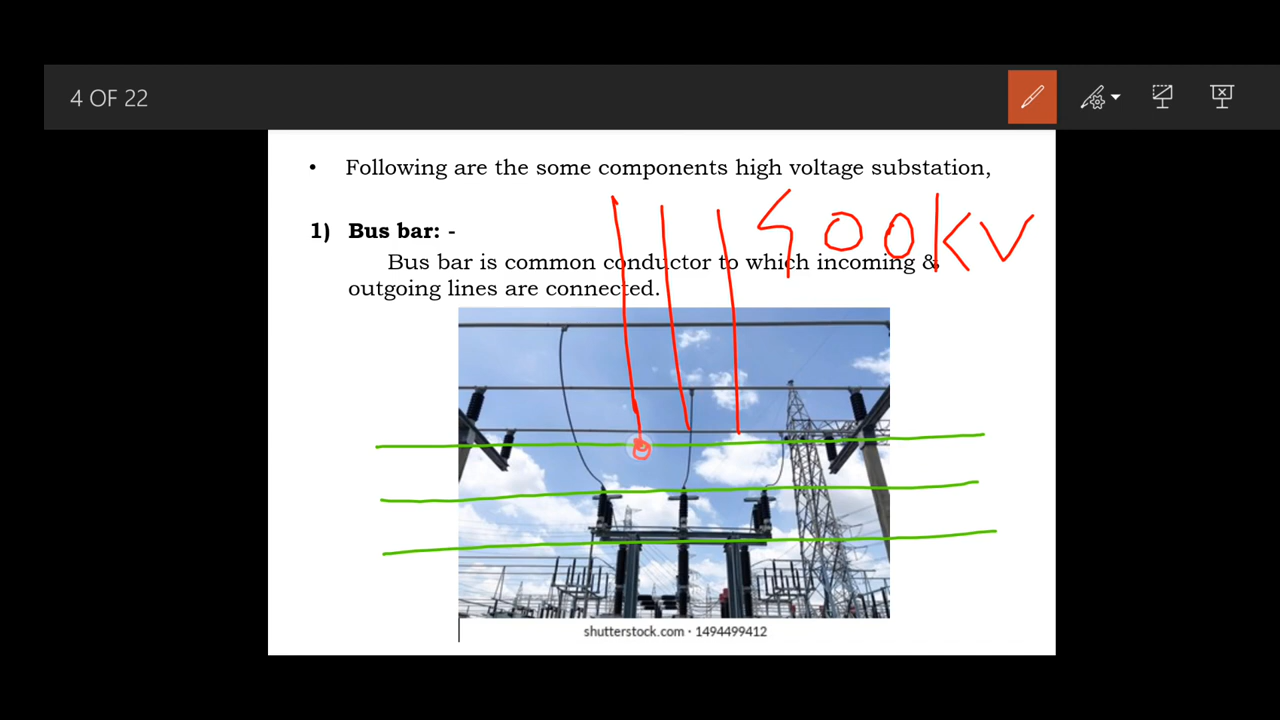 4 OF 22
• Following are the some components high voltage substation,
1) Bus bar: -
Bus bar is common conductor to which incoming &
outgoing lines are connected.
shutterstock.com · 1494499412